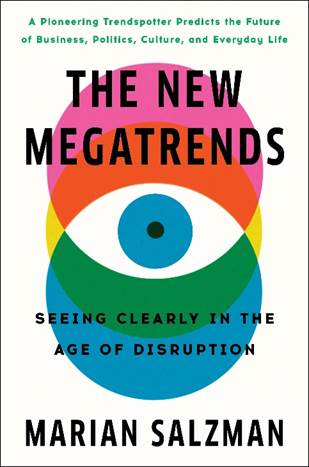 A Pioneering Trendspotter Predicts the Future
of Business, Politics, Culture, and Everyday Life
THE NEW
MEGATRENDS
SEEING CLEARLY IN THE
AGE OF DISRUPTION
MARIAN SALZMAN